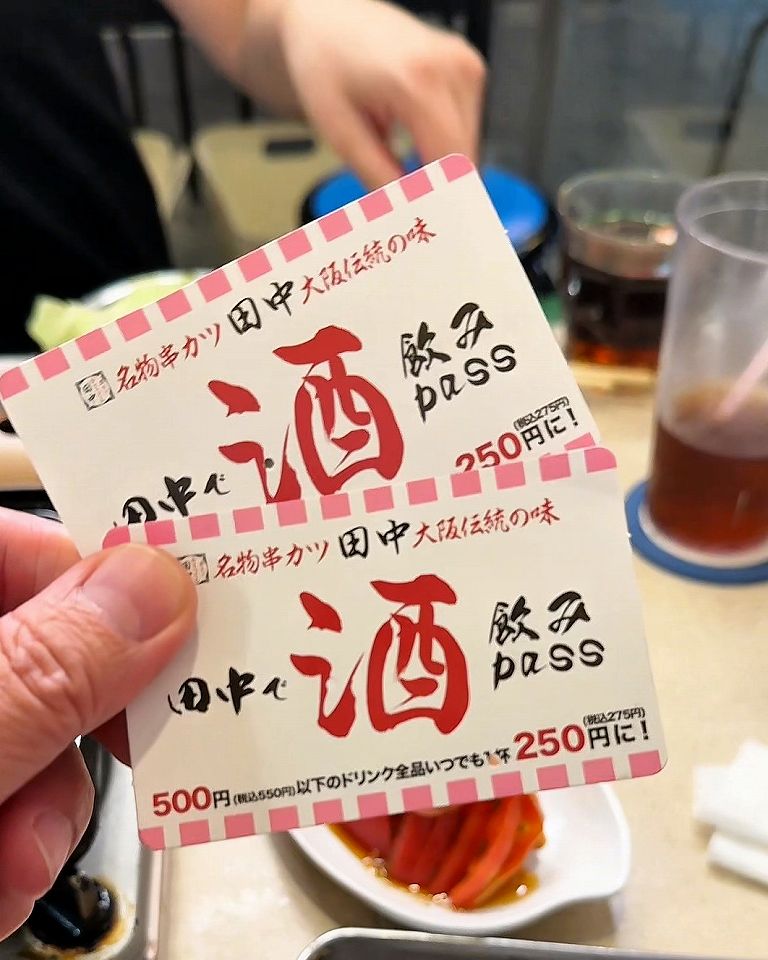 名物串カツ 田中 大阪伝統の味
田中で 酒 飲み pass
(税込275円)
250円に!
名物串カツ 田中 大阪伝統の味
田中で 酒 飲み pass
(税込275円)
500円(税込550円)以下のドリンク全品いつでも1杯 250円に!